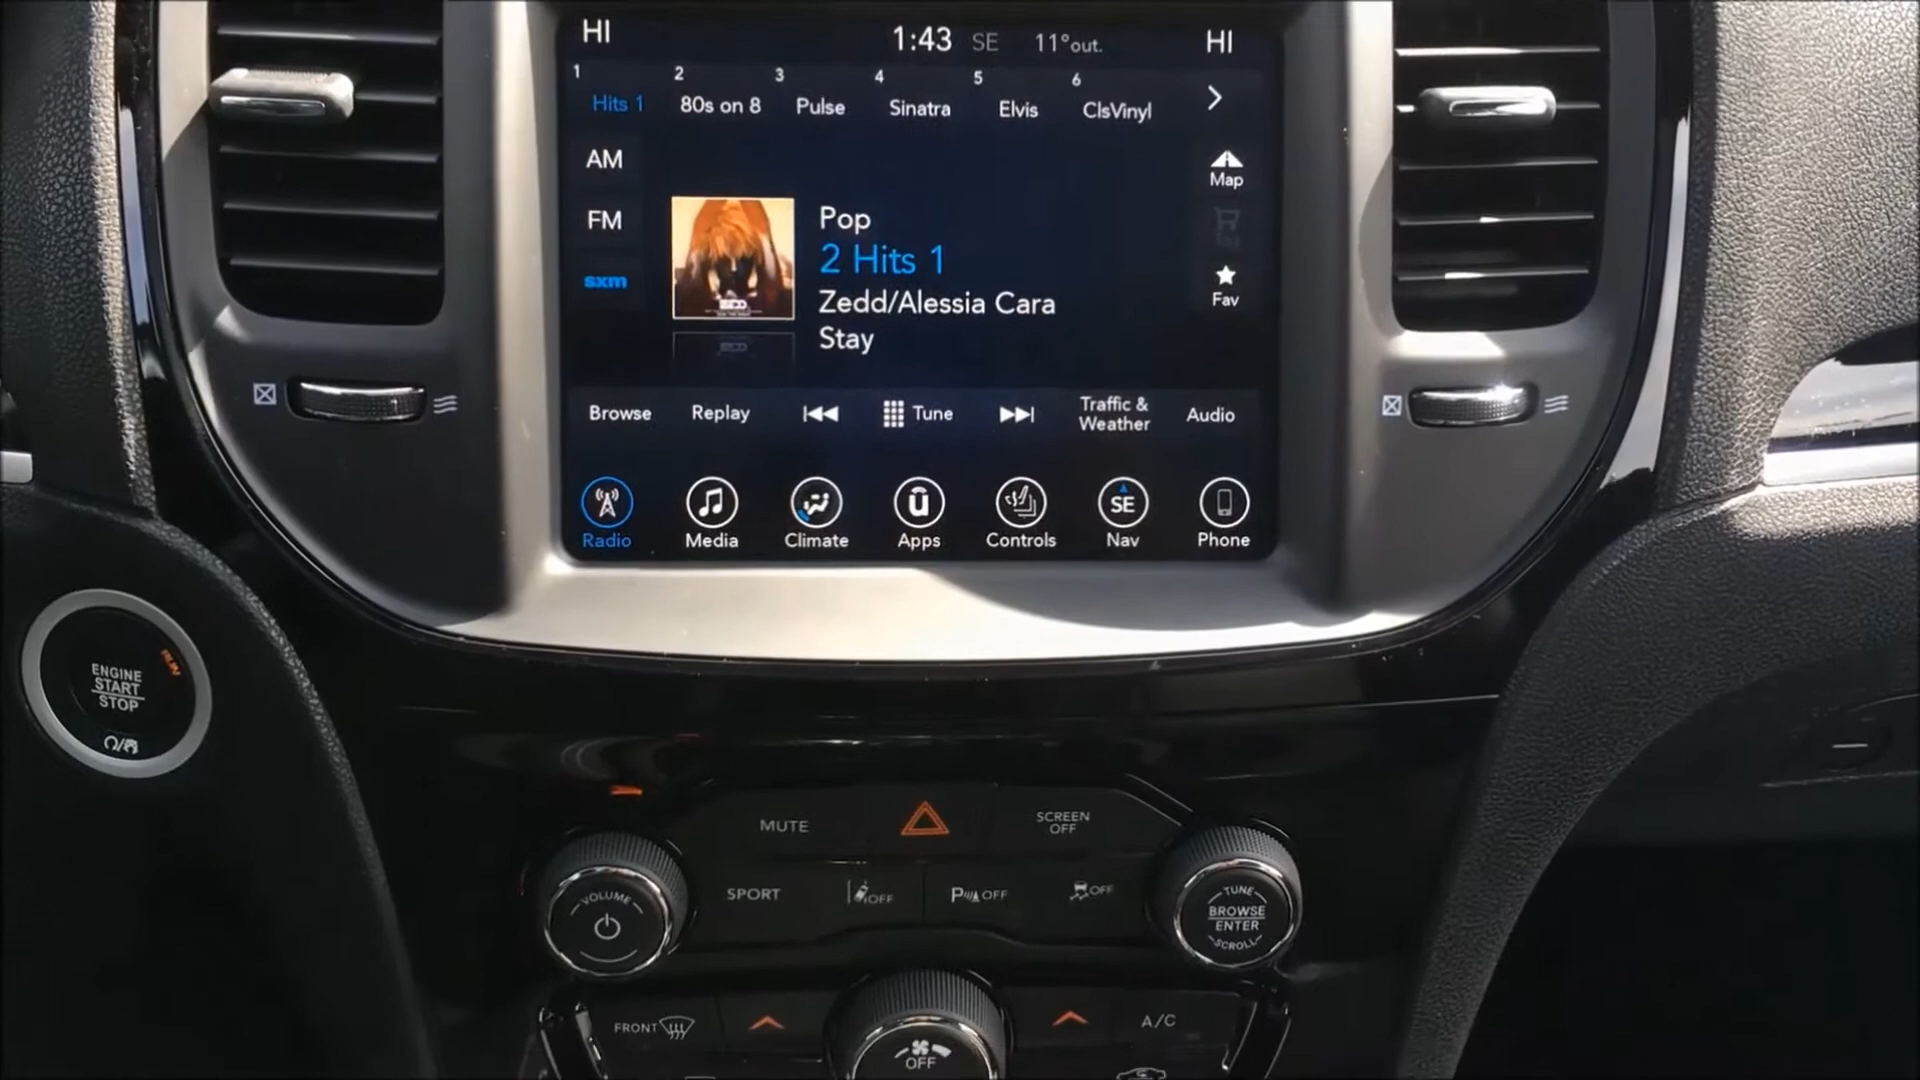 HI 1:43 SE 11°out. HI
1 2 3 4 5 6
Hits 1 80s on 8 Pulse Sinatra Elvis ClsVinyl
AM
FM
sxm
Pop
2 Hits 1
Zedd/Alessia Cara
Stay
Map
Fav
Browse Replay Tune Traffic & Weather Audio
SE
Radio Media Climate Apps Controls Nav Phone
ENGINE
START
STOP
RUN
MUTE
SCREEN
OFF
SPORT
OFF
P OFF
OFF
VOLUME
TUNE
BROWSE
ENTER
SCROLL
FRONT
OFF
A/C